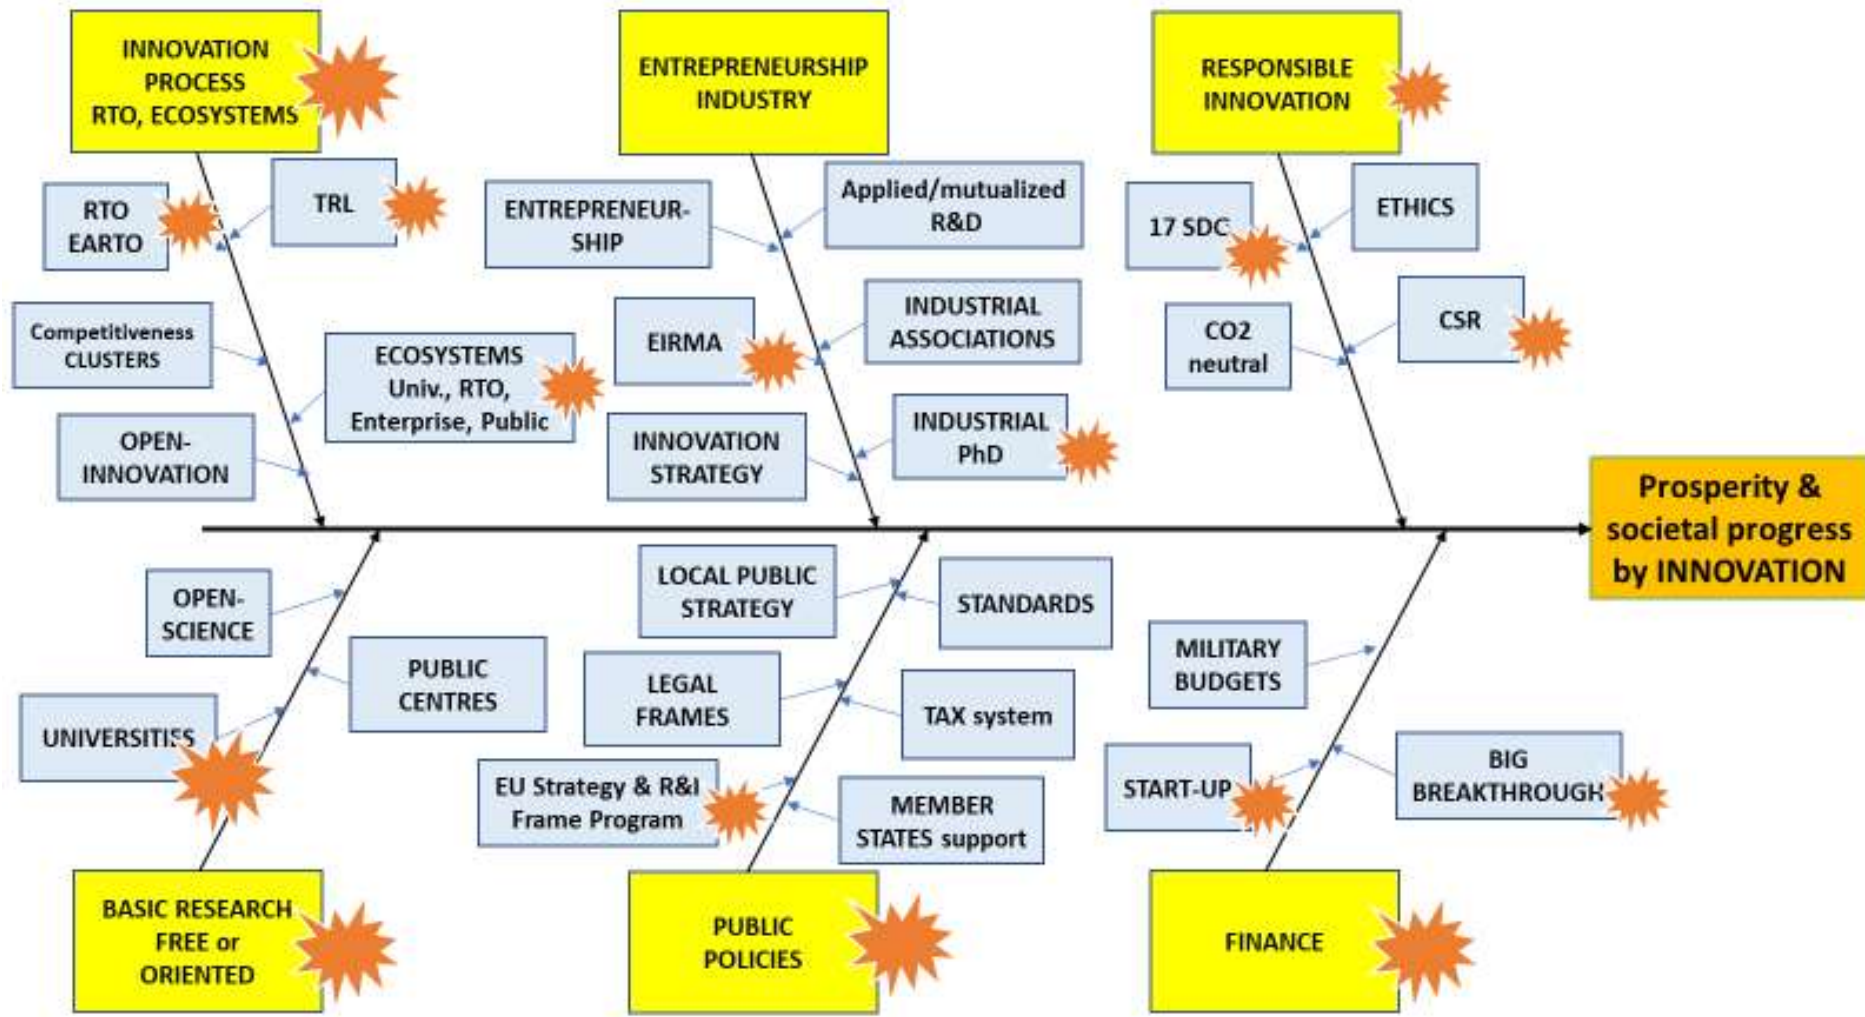 INNOVATION
PROCESS
RTO, ECOSYSTEMS
ENTREPRENEURSHIP
INDUSTRY
RESPONSIBLE
INNOVATION
RTO
EARTO
TRL
Competitiveness
CLUSTERS
ECOSYSTEMS
Univ., RTO,
Enterprise, Public
OPEN-
INNOVATION
ENTREPRENEUR-
SHIP
Applied/mutualized
R&D
EIRMA
INDUSTRIAL
ASSOCIATIONS
INNOVATION
STRATEGY
INDUSTRIAL
PhD
17 SDG
ETHICS
CO2
neutral
CSR
Prosperity &
societal progress
by INNOVATION
OPEN-
SCIENCE
PUBLIC
CENTRES
UNIVERSITIES
LOCAL PUBLIC
STRATEGY
STANDARDS
LEGAL
FRAMES
TAX system
EU Strategy & R&I
Frame Program
MEMBER
STATES support
MILITARY
BUDGETS
START-UP
BIG
BREAKTHROUGH
BASIC RESEARCH
FREE or
ORIENTED
PUBLIC
POLICIES
FINANCE